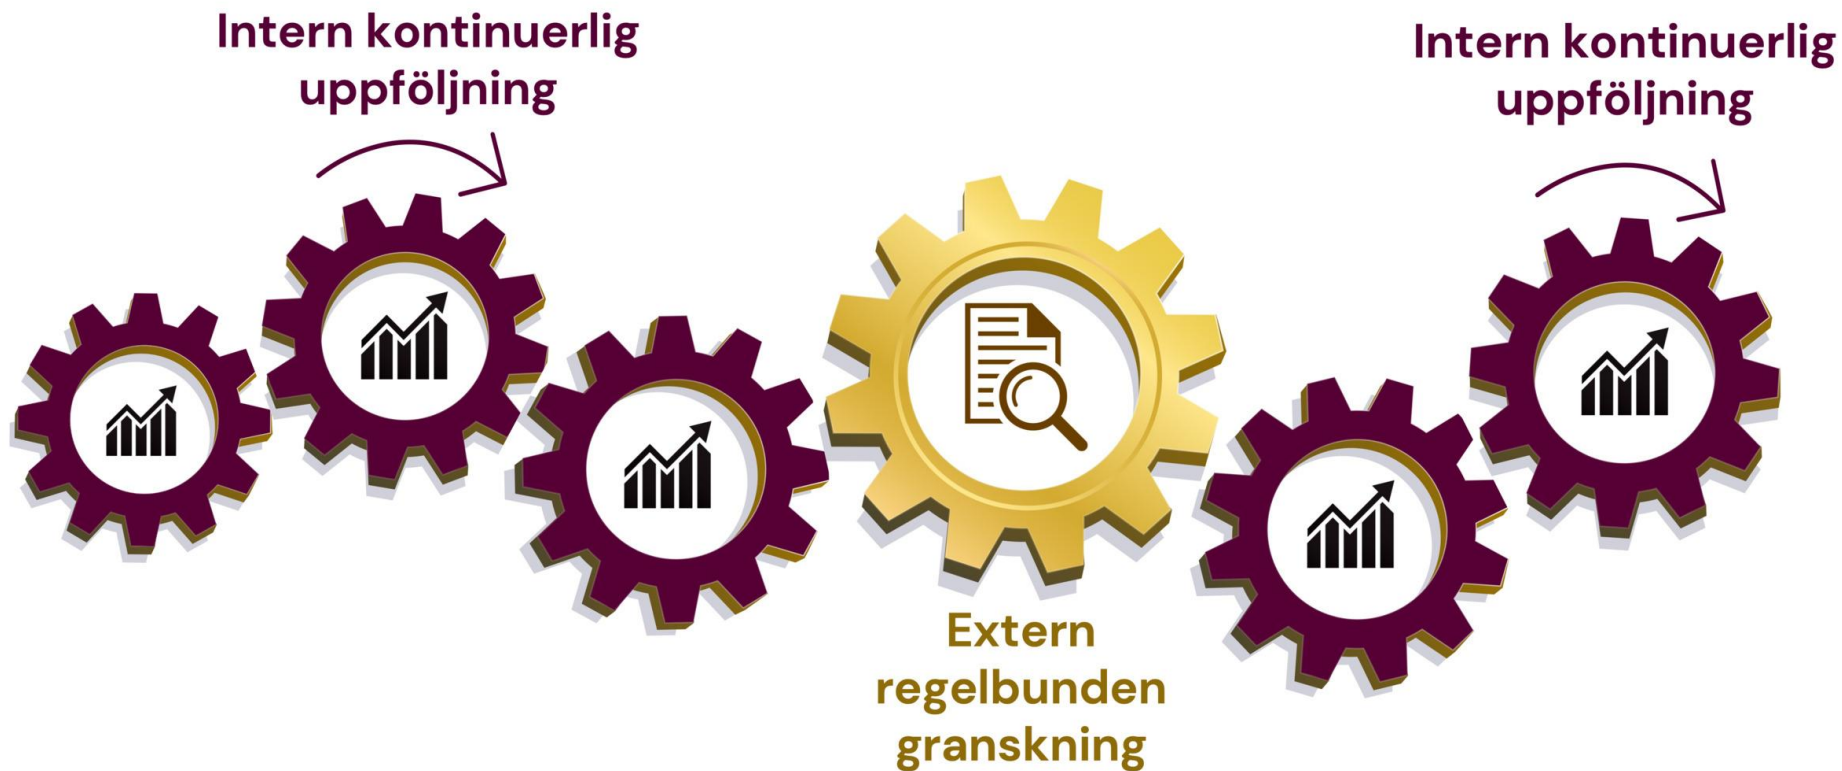 Intern kontinuerlig
uppföljning
Intern kontinuerlig
uppföljning
Extern
regelbunden
granskning